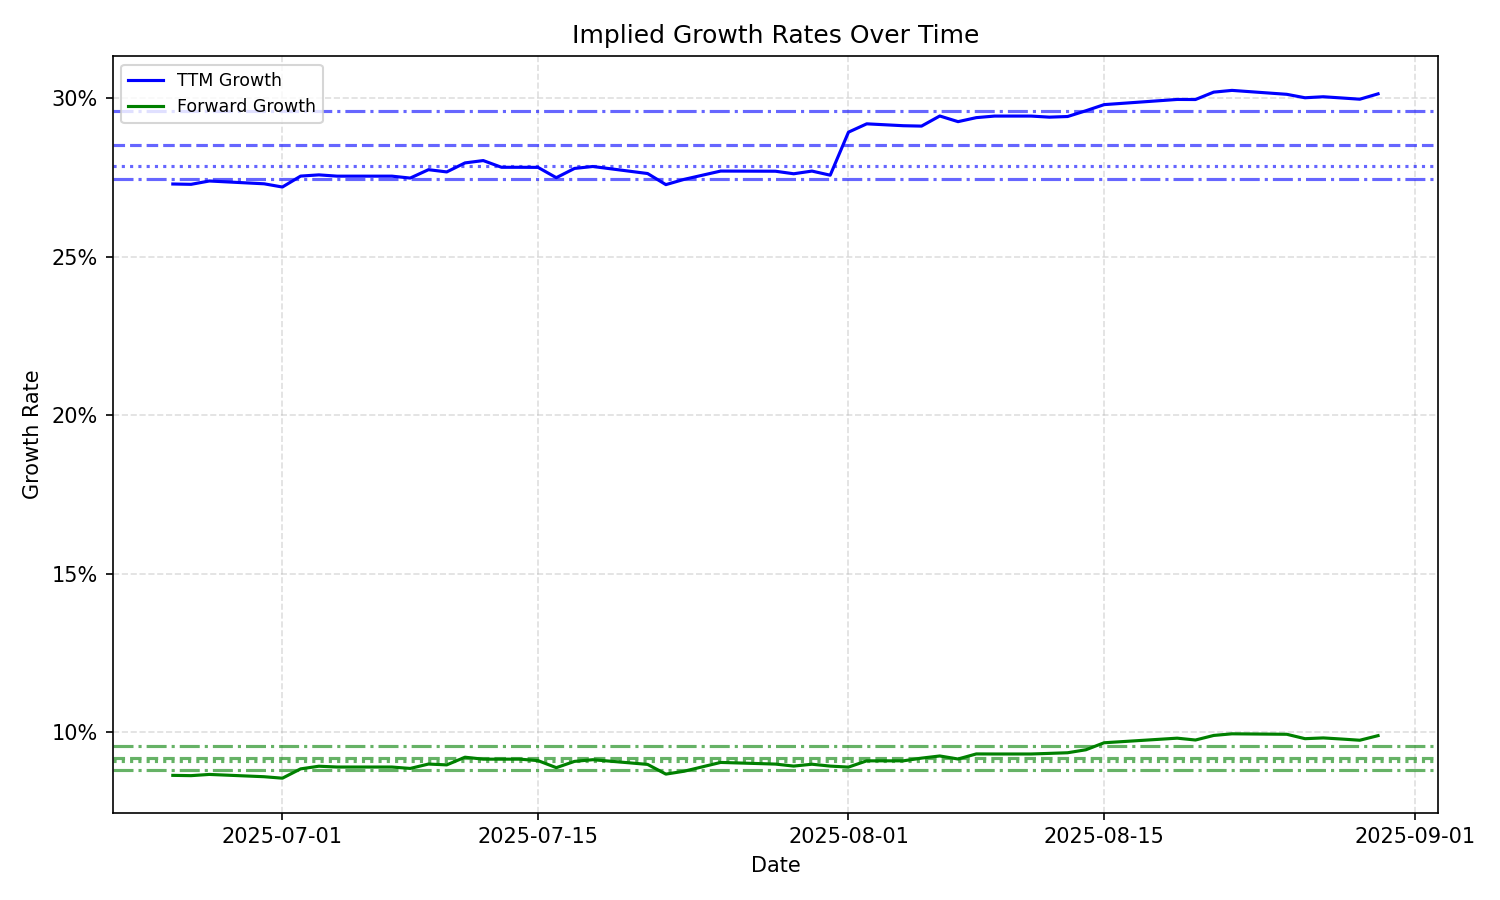 Implied Growth Rates Over Time
TTM Growth
Forward Growth
30%
25%
20%
15%
10%
Growth Rate
2025-07-01
2025-07-15
2025-08-01
2025-08-15
2025-09-01
Date